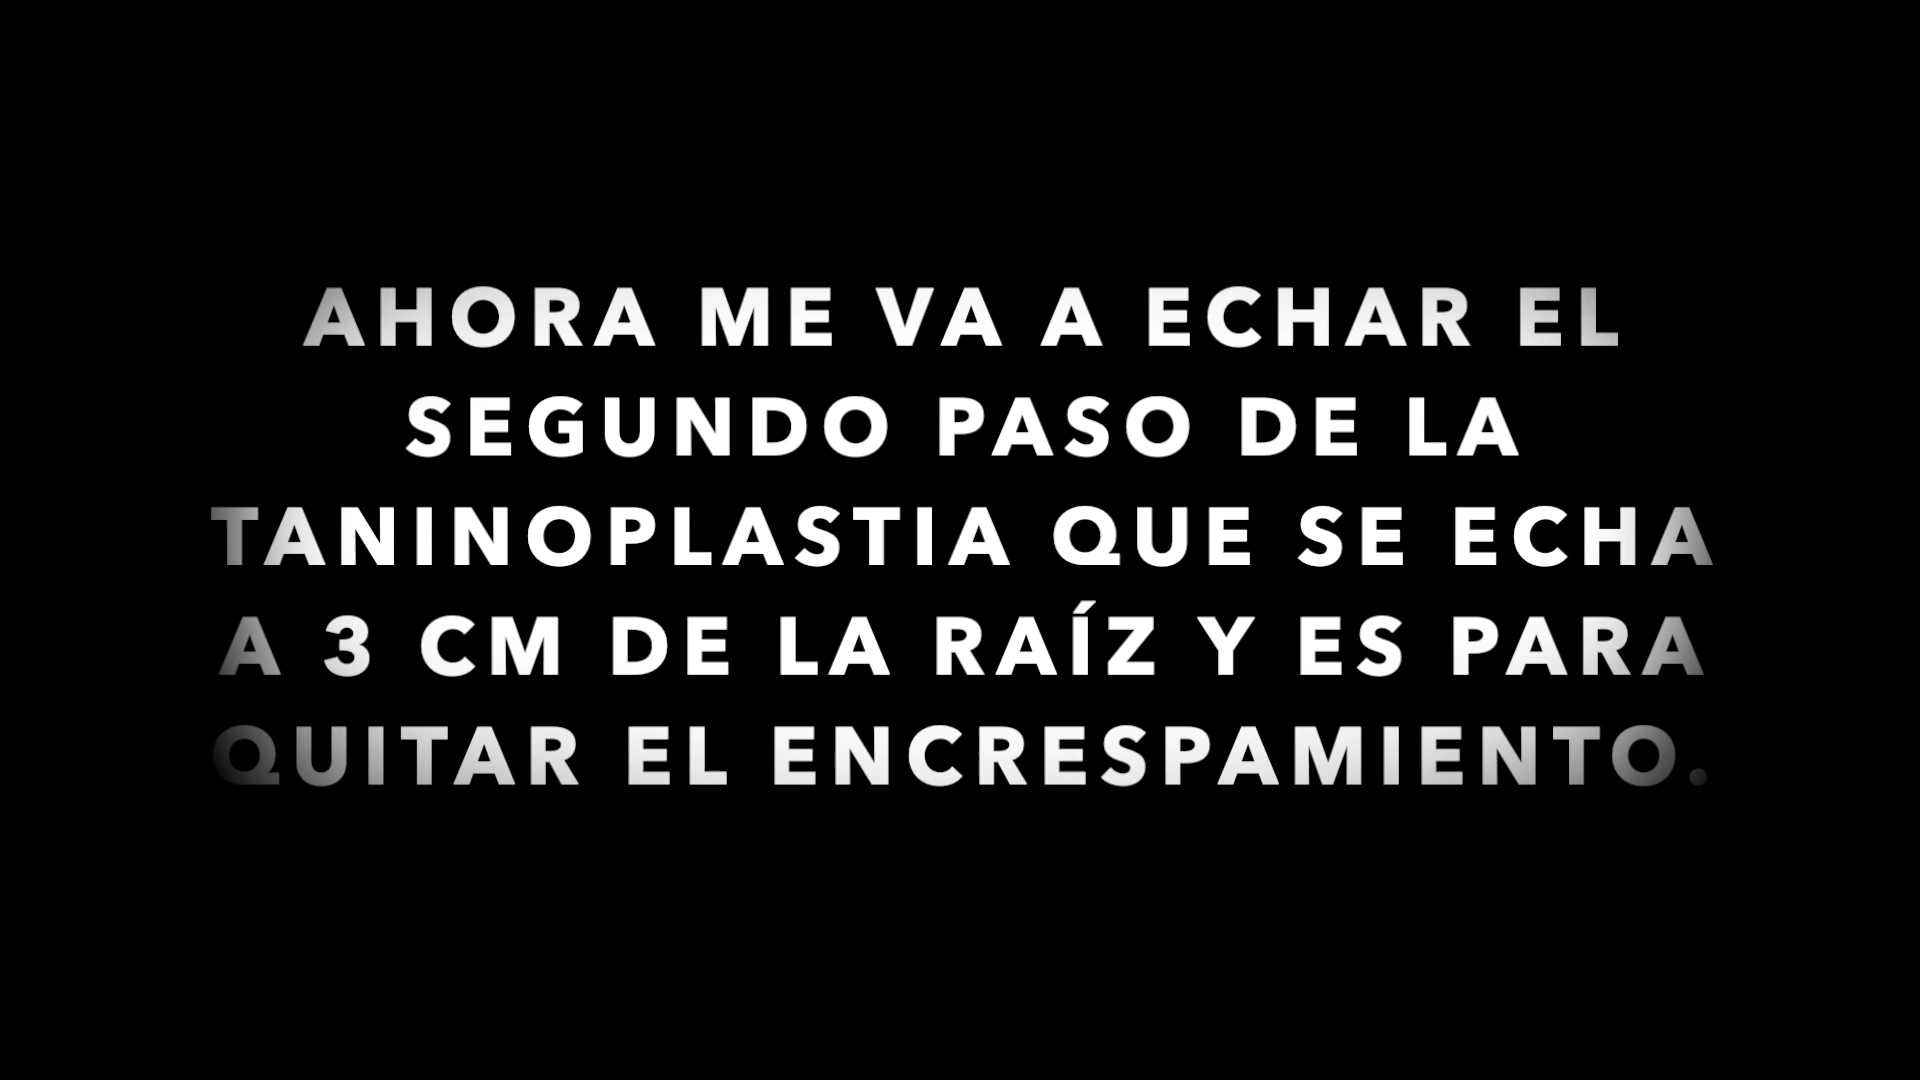 AHORA ME VA A ECHAR EL
SEGUNDO PASO DE LA
TANINOPLASTIA QUE SE ECHA
A 3 CM DE LA RAÍZ Y ES PARA
QUITAR EL ENCRESPAMIENTO.